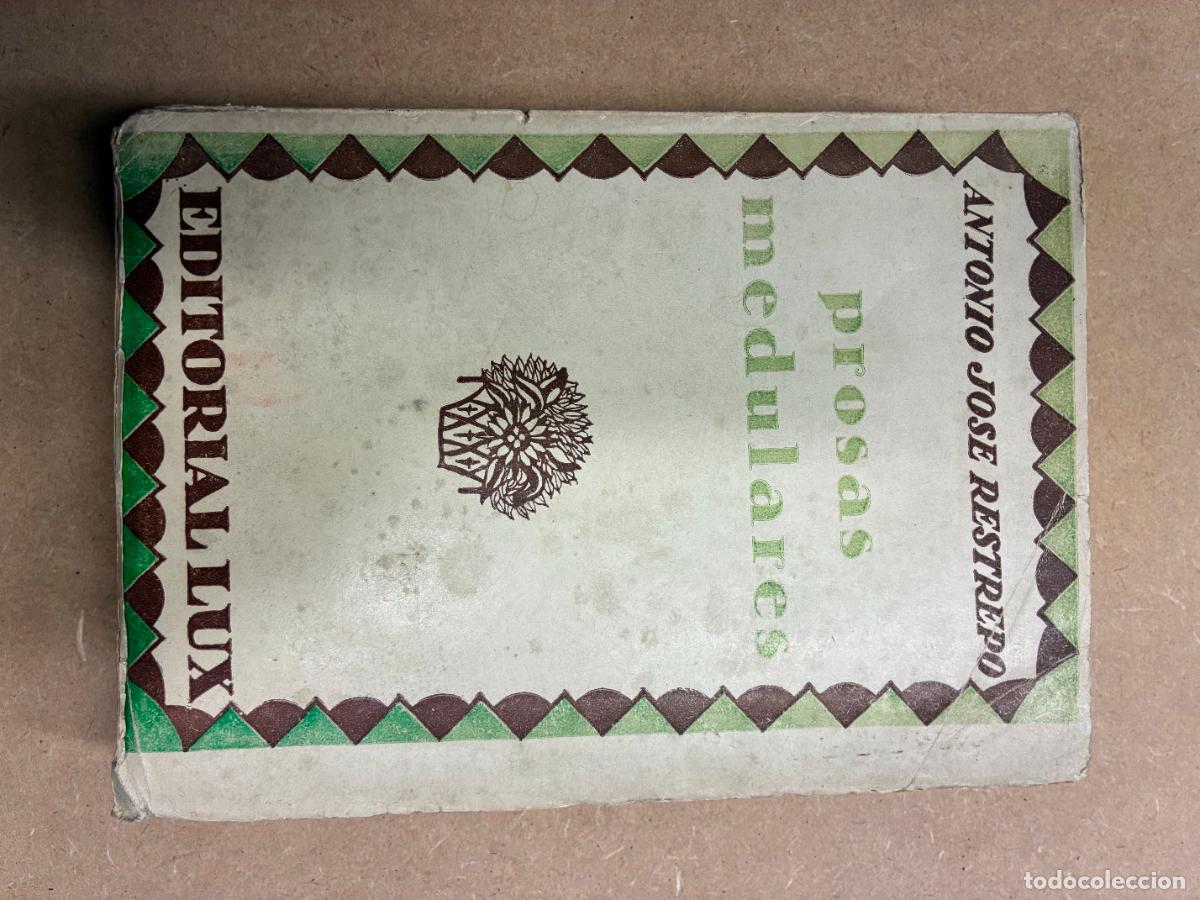 ANTONIO JOSE RESTREPO
prosas
medulares
EDITORIAL LUX
todocoleccion